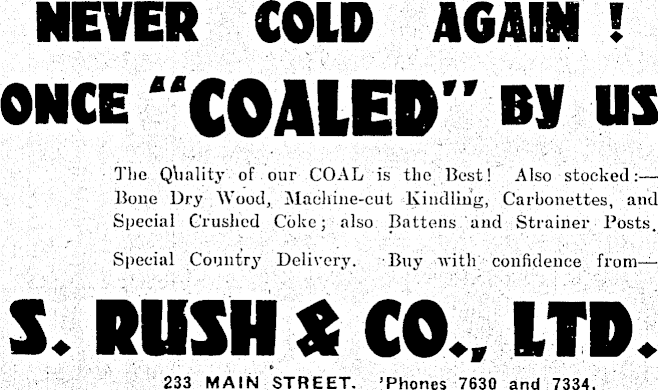 NEVER COLD AGAIN !
ONCE "COALED" BY US
The Quality of our COAL is the Best! Also stocked:—
Bone Dry Wood, Machine-cut Kindling, Carbonettes, and
Special Crushed Coke; also Battens and Strainer Posts.
Special Country Delivery. Buy with confidence from—
S. RUSH & CO., LTD.
233 MAIN STREET. 'Phones 7630 and 7334.